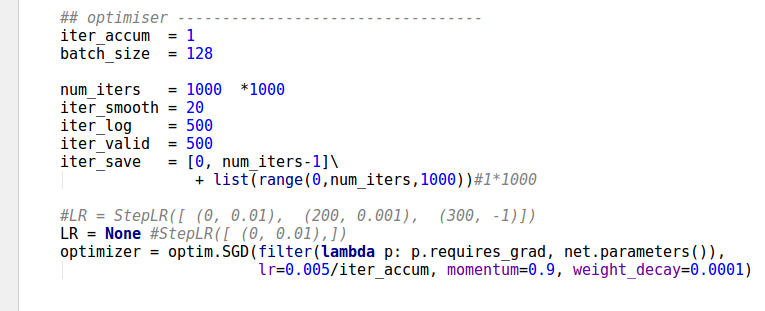 ## optimiser ----------------------------------
iter_accum  = 1
batch_size  = 128
num_iters   = 1000  *1000
iter_smooth = 20
iter_log    = 500
iter_valid  = 500
iter_save   = [0, num_iters-1]\
               + list(range(0,num_iters,1000))#1*1000
#LR = StepLR([ (0, 0.01),  (200, 0.001),  (300, -1)])
LR = None #StepLR([ (0, 0.01),])
optimizer = optim.SGD(filter(lambda p: p.requires_grad, net.parameters()),
                      lr=0.005/iter_accum, momentum=0.9, weight_decay=0.0001)